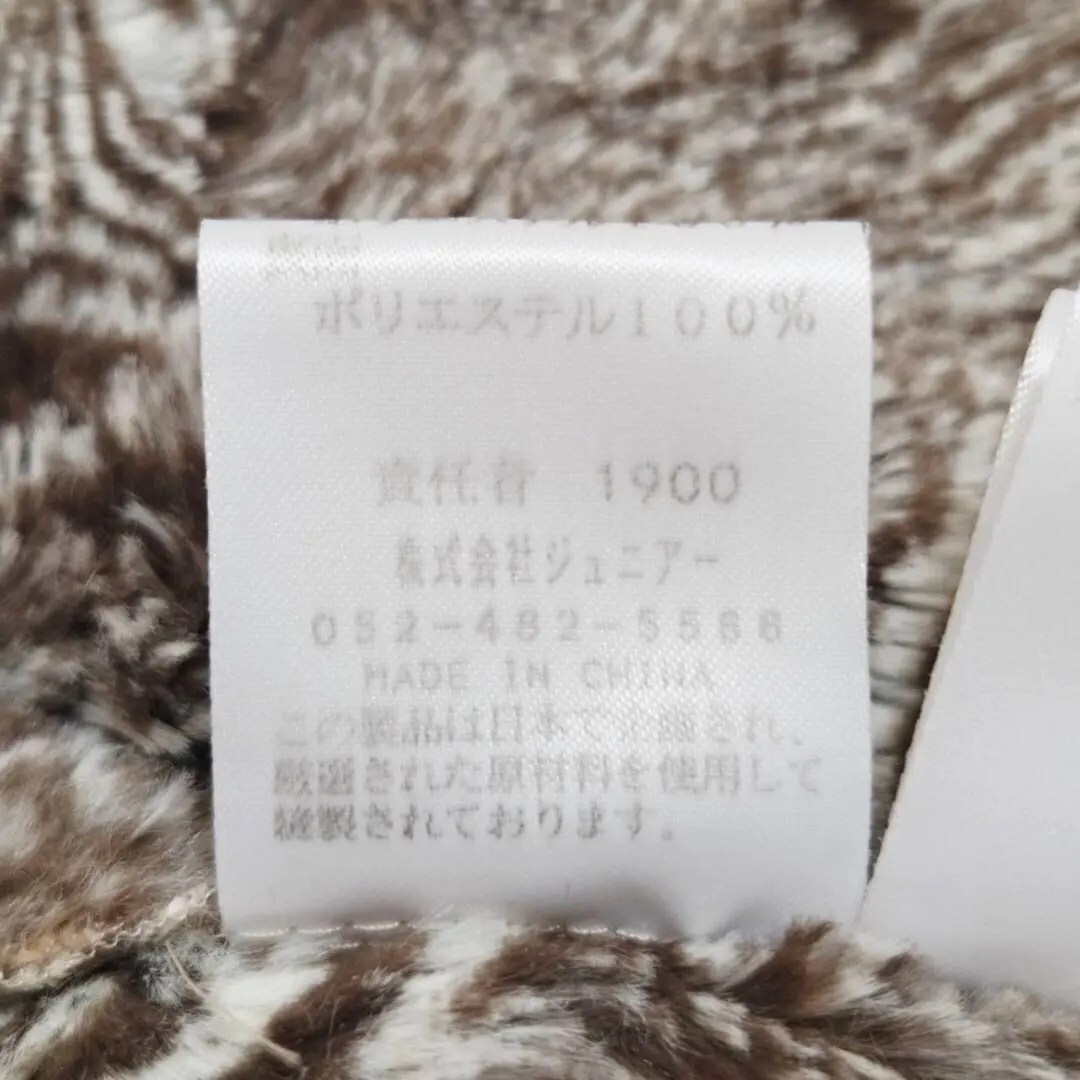 ポリエステル100%
責任者 1900
株式会社ジュニアー
052-482-5566
MADE IN CHINA
この製品は日本で企画され、
厳選された原材料を使用して
縫製されております。